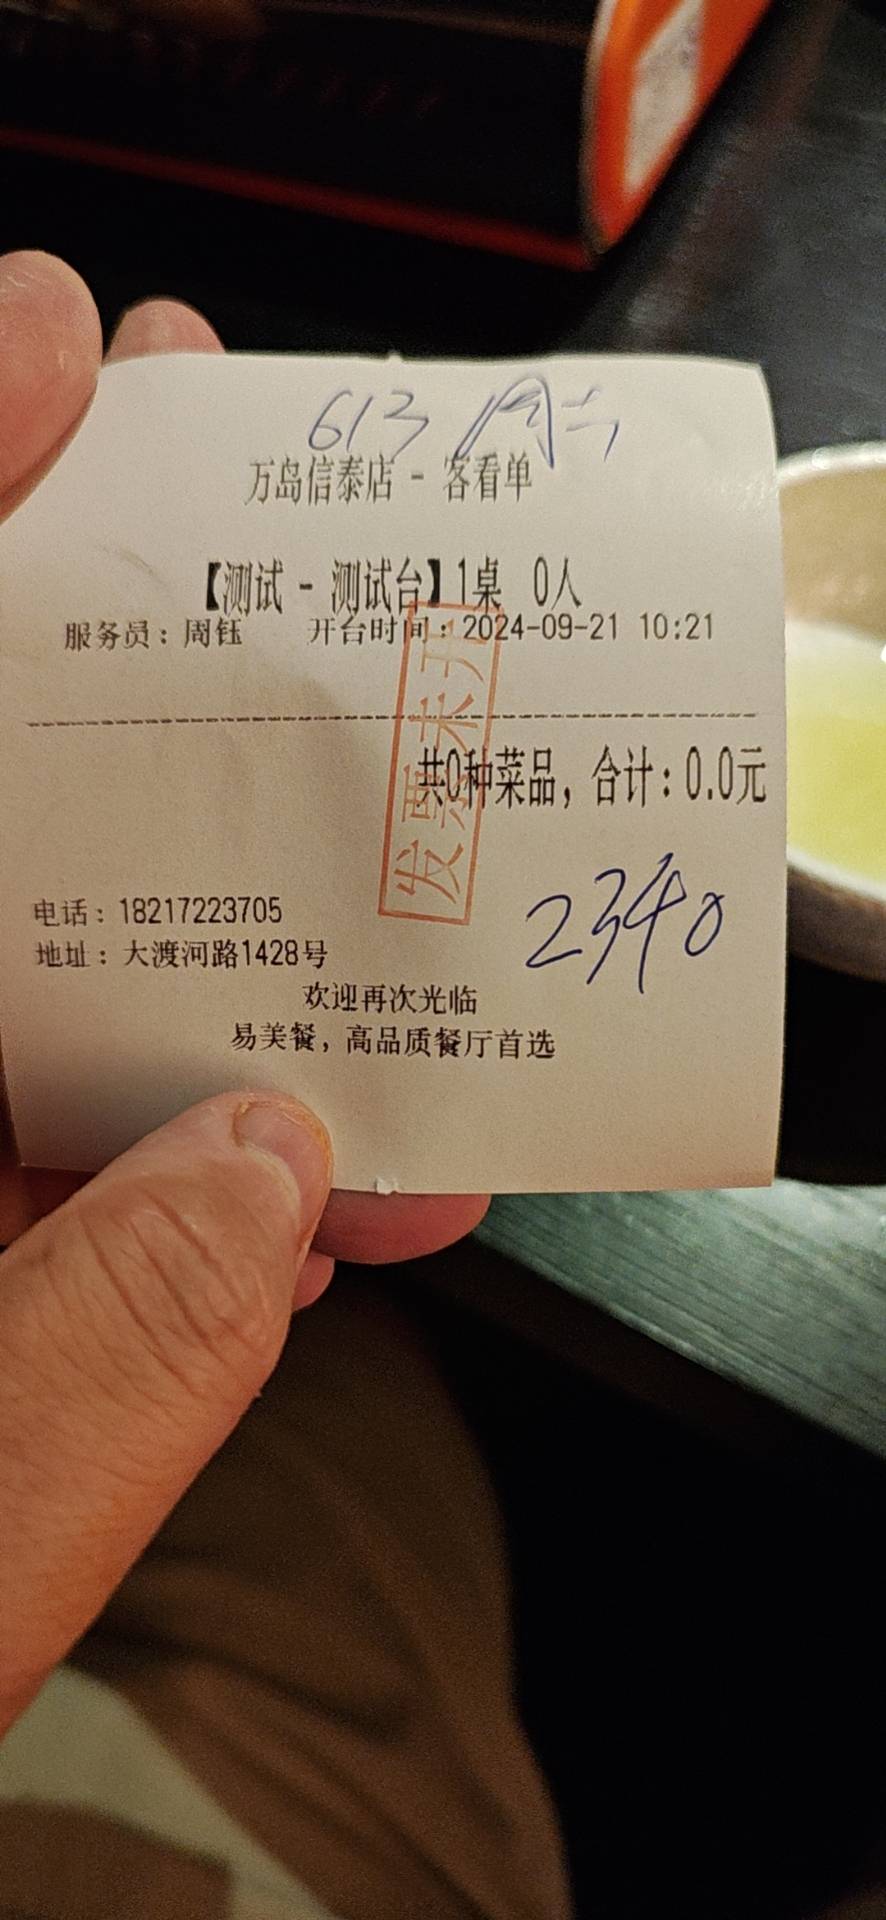 613 周六
万岛信泰店 - 客看单
【测试 - 测试台】1桌 0人
服务员：周钰 开台时间：2024-09-21 10:21
发票未开
共0种菜品，合计：0.0元
2340
电话：18217223705
地址：大渡河路1428号
欢迎再次光临
易美餐，高品质餐厅首选